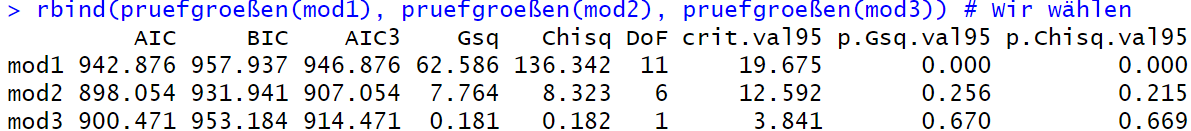 > rbind(pruefgroeßen(mod1), pruefgroeßen(mod2), pruefgroeßen(mod3)) # Wir wählen
AIC BIC AIC3 Gsq Chisq DoF crit.val95 p.Gsq.val95 p.Chisq.val95
mod1 942.876 957.937 946.876 62.586 136.342 11 19.675 0.000 0.000
mod2 898.054 931.941 907.054 7.764 8.323 6 12.592 0.256 0.215
mod3 900.471 953.184 914.471 0.181 0.182 1 3.841 0.670 0.669